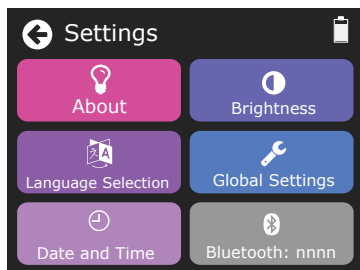 Settings
About
Brightness
Language Selection
Global Settings
Date and Time
Bluetooth: nnnn